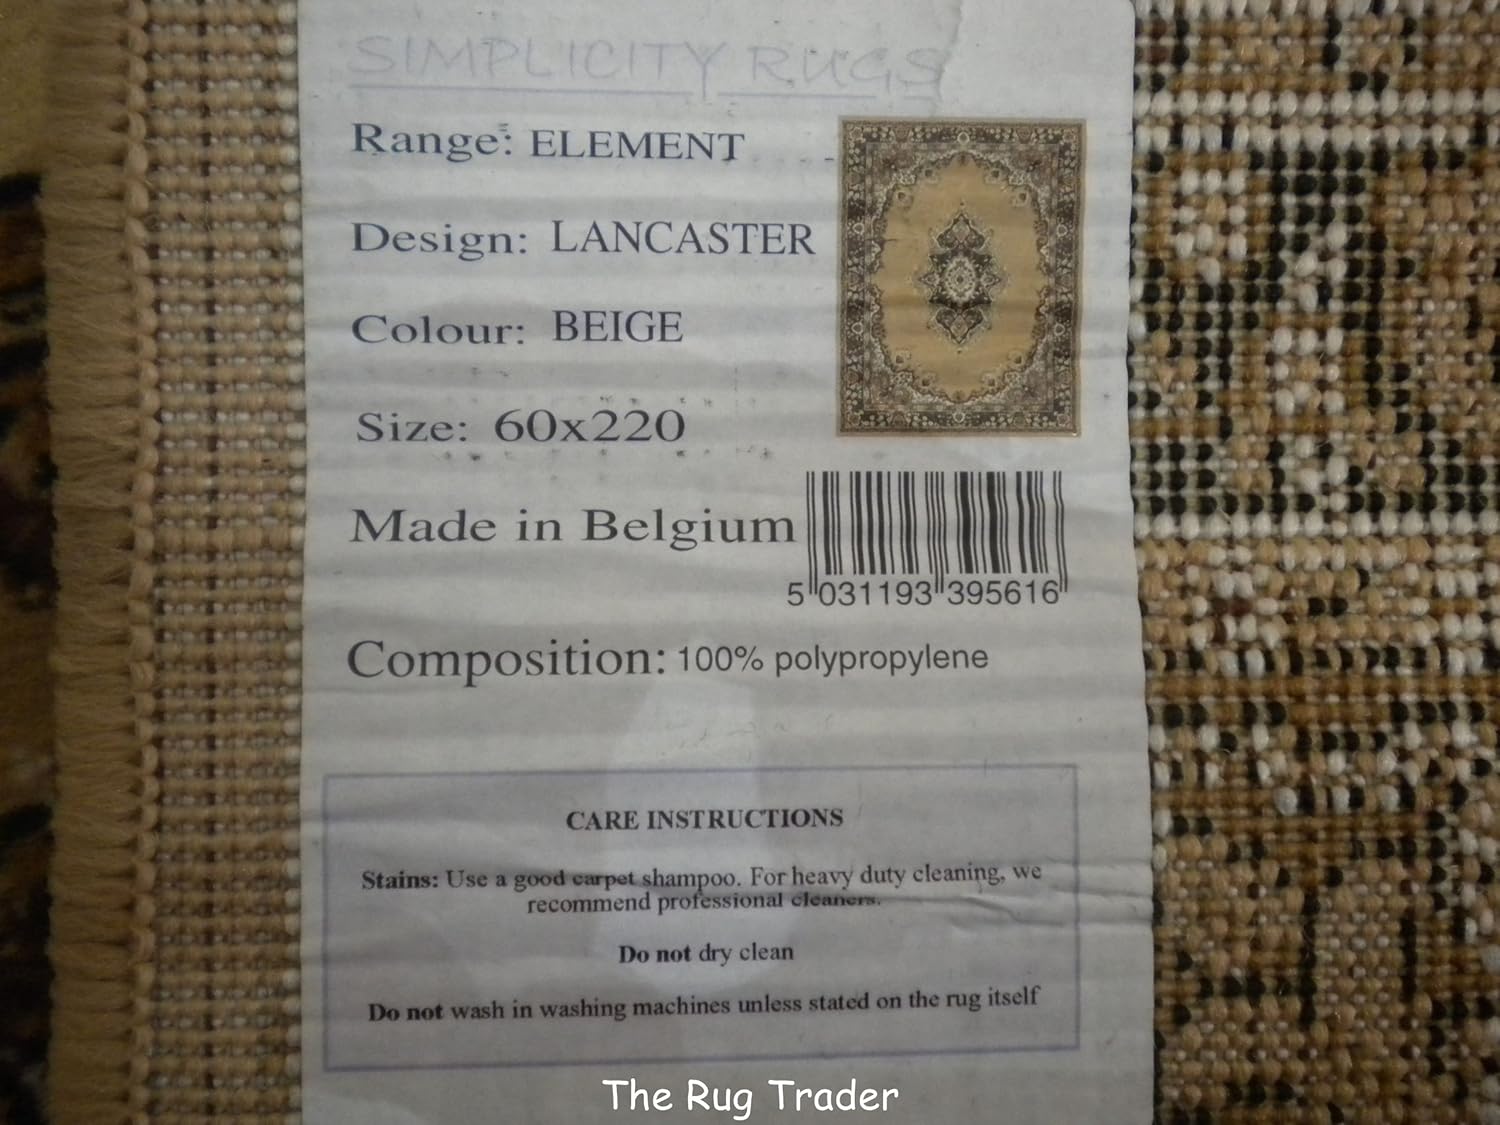 SIMPLICITY RUGS
Range: ELEMENT
Design: LANCASTER
Colour: BEIGE
Size: 60x220
Made in Belgium
5 031193 395616
Composition: 100% polypropylene
CARE INSTRUCTIONS
Stains: Use a good carpet shampoo. For heavy duty cleaning, we
recommend professional cleaners.
Do not dry clean
Do not wash in washing machines unless stated on the rug itself
The Rug Trader